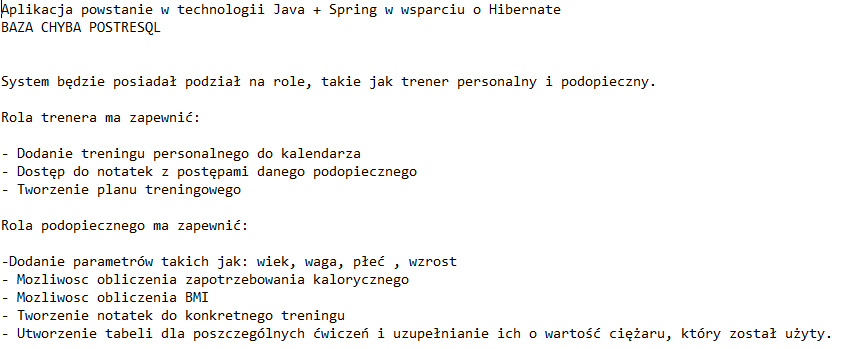 Aplikacja powstanie w technologii Java + Spring w wsparciu o Hibernate
BAZA CHYBA POSTRESQL
System będzie posiadał podział na role, takie jak trener personalny i podopieczny.
Rola trenera ma zapewnić:
- Dodanie treningu personalnego do kalendarza
- Dostęp do notatek z postępami danego podopiecznego
- Tworzenie planu treningowego
Rola podopiecznego ma zapewnić:
-Dodanie parametrów takich jak: wiek, waga, płeć , wzrost
- Mozliwosc obliczenia zapotrzebowania kalorycznego
- Mozliwosc obliczenia BMI
- Tworzenie notatek do konkretnego treningu
- Utworzenie tabeli dla poszczególnych ćwiczeń i uzupełnianie ich o wartość ciężaru, który został użyty.